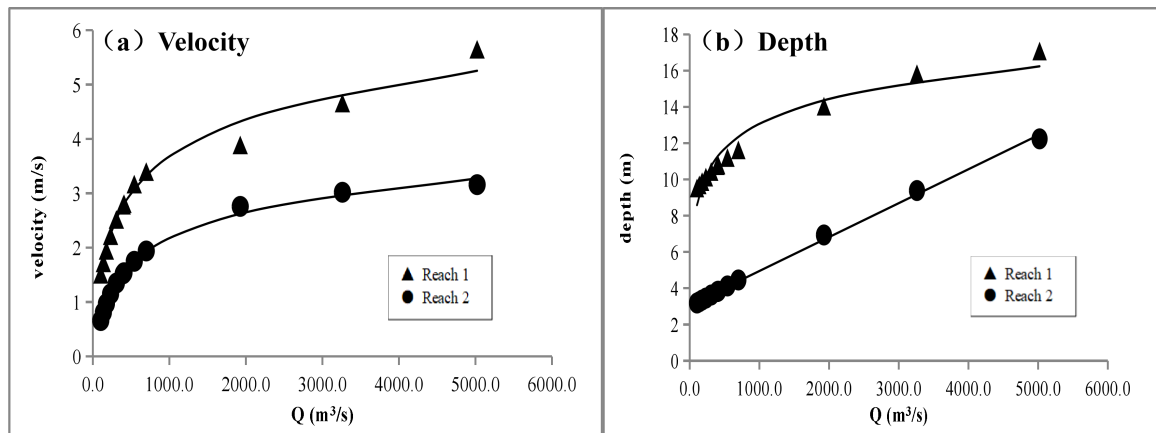 (a) Velocity
6
5
4
3
2
1
0
velocity (m/s)
0.0 1000.0 2000.0 3000.0 4000.0 5000.0 6000.0
Q (m³/s)
Reach 1
Reach 2
(b) Depth
18
16
14
12
10
8
6
4
2
0
depth (m)
0.0 1000.0 2000.0 3000.0 4000.0 5000.0 6000.0
Q (m³/s)
Reach 1
Reach 2